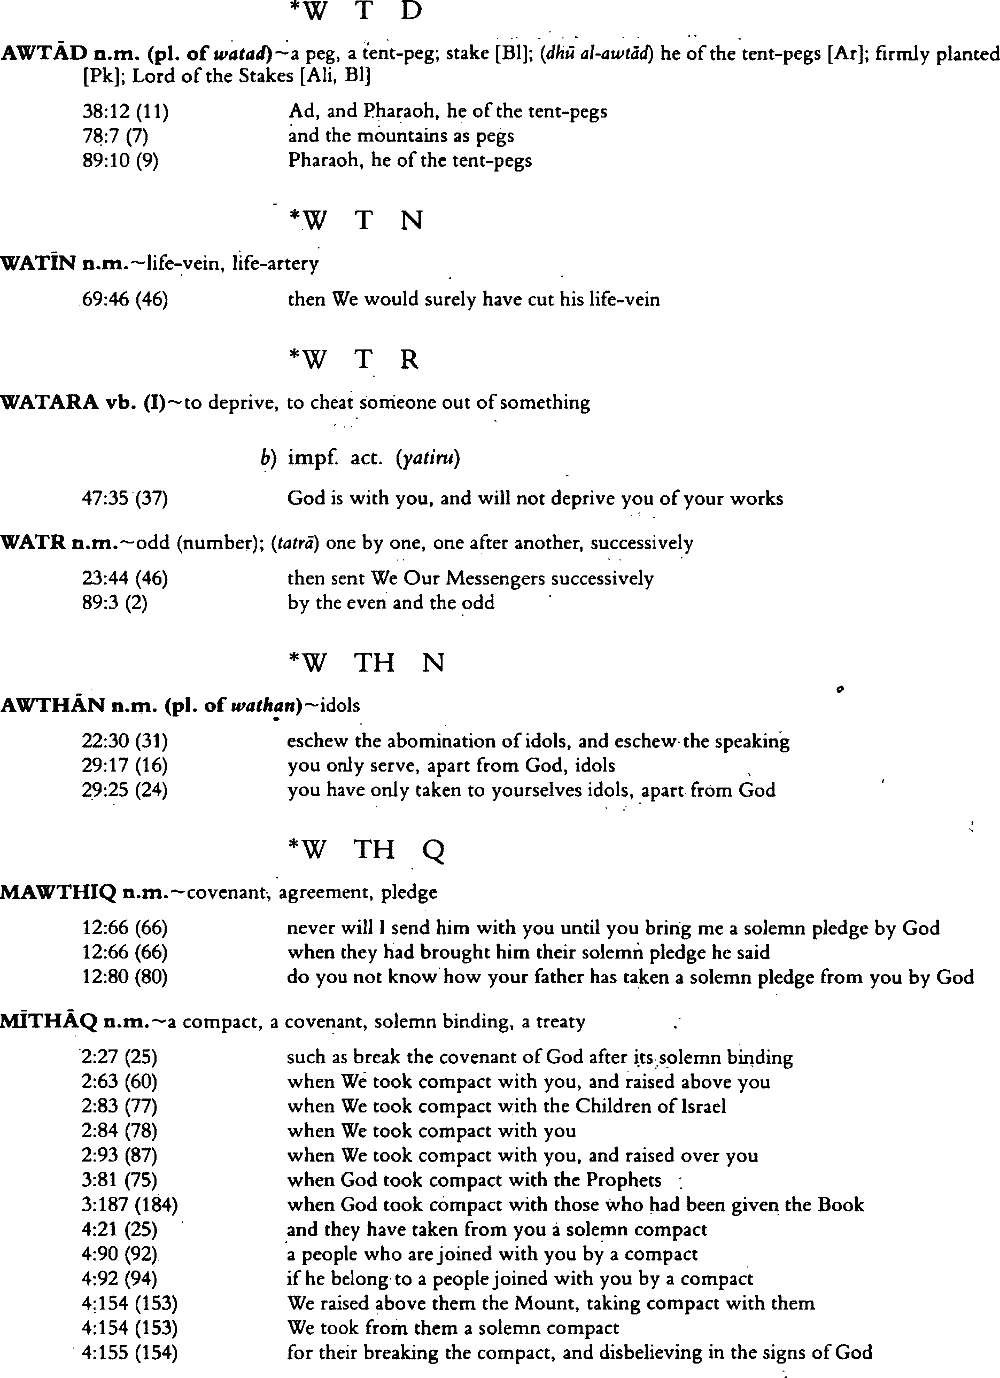 *W T D
AWTĀD n.m. (pl. of watad)~a peg, a tent-peg; stake [Bl]; (dhū al-awtād) he of the tent-pegs [Ar]; firmly planted
[Pk]; Lord of the Stakes [Ali, Bl]
38:12 (11) Ad, and Pharaoh, he of the tent-pegs
78:7 (7) and the mountains as pegs
89:10 (9) Pharaoh, he of the tent-pegs
*W T N
WATĪN n.m.~life-vein, life-artery
69:46 (46) then We would surely have cut his life-vein
*W T R
WATARA vb. (I)~to deprive, to cheat someone out of something
b) impf. act. (yatiru)
47:35 (37) God is with you, and will not deprive you of your works
WATR n.m.~odd (number); (tatrā) one by one, one after another, successively
23:44 (46) then sent We Our Messengers successively
89:3 (2) by the even and the odd
*W TH N
AWTHĀN n.m. (pl. of wathan)~idols
22:30 (31) eschew the abomination of idols, and eschew the speaking
29:17 (16) you only serve, apart from God, idols
29:25 (24) you have only taken to yourselves idols, apart from God
*W TH Q
MAWTHIQ n.m.~covenant, agreement, pledge
12:66 (66) never will I send him with you until you bring me a solemn pledge by God
12:66 (66) when they had brought him their solemn pledge he said
12:80 (80) do you not know how your father has taken a solemn pledge from you by God
MĪTHĀQ n.m.~a compact, a covenant, solemn binding, a treaty
2:27 (25) such as break the covenant of God after its solemn binding
2:63 (60) when We took compact with you, and raised above you
2:83 (77) when We took compact with the Children of Israel
2:84 (78) when We took compact with you
2:93 (87) when We took compact with you, and raised over you
3:81 (75) when God took compact with the Prophets
3:187 (184) when God took compact with those who had been given the Book
4:21 (25) and they have taken from you a solemn compact
4:90 (92) a people who are joined with you by a compact
4:92 (94) if he belong to a people joined with you by a compact
4:154 (153) We raised above them the Mount, taking compact with them
4:154 (153) We took from them a solemn compact
4:155 (154) for their breaking the compact, and disbelieving in the signs of God